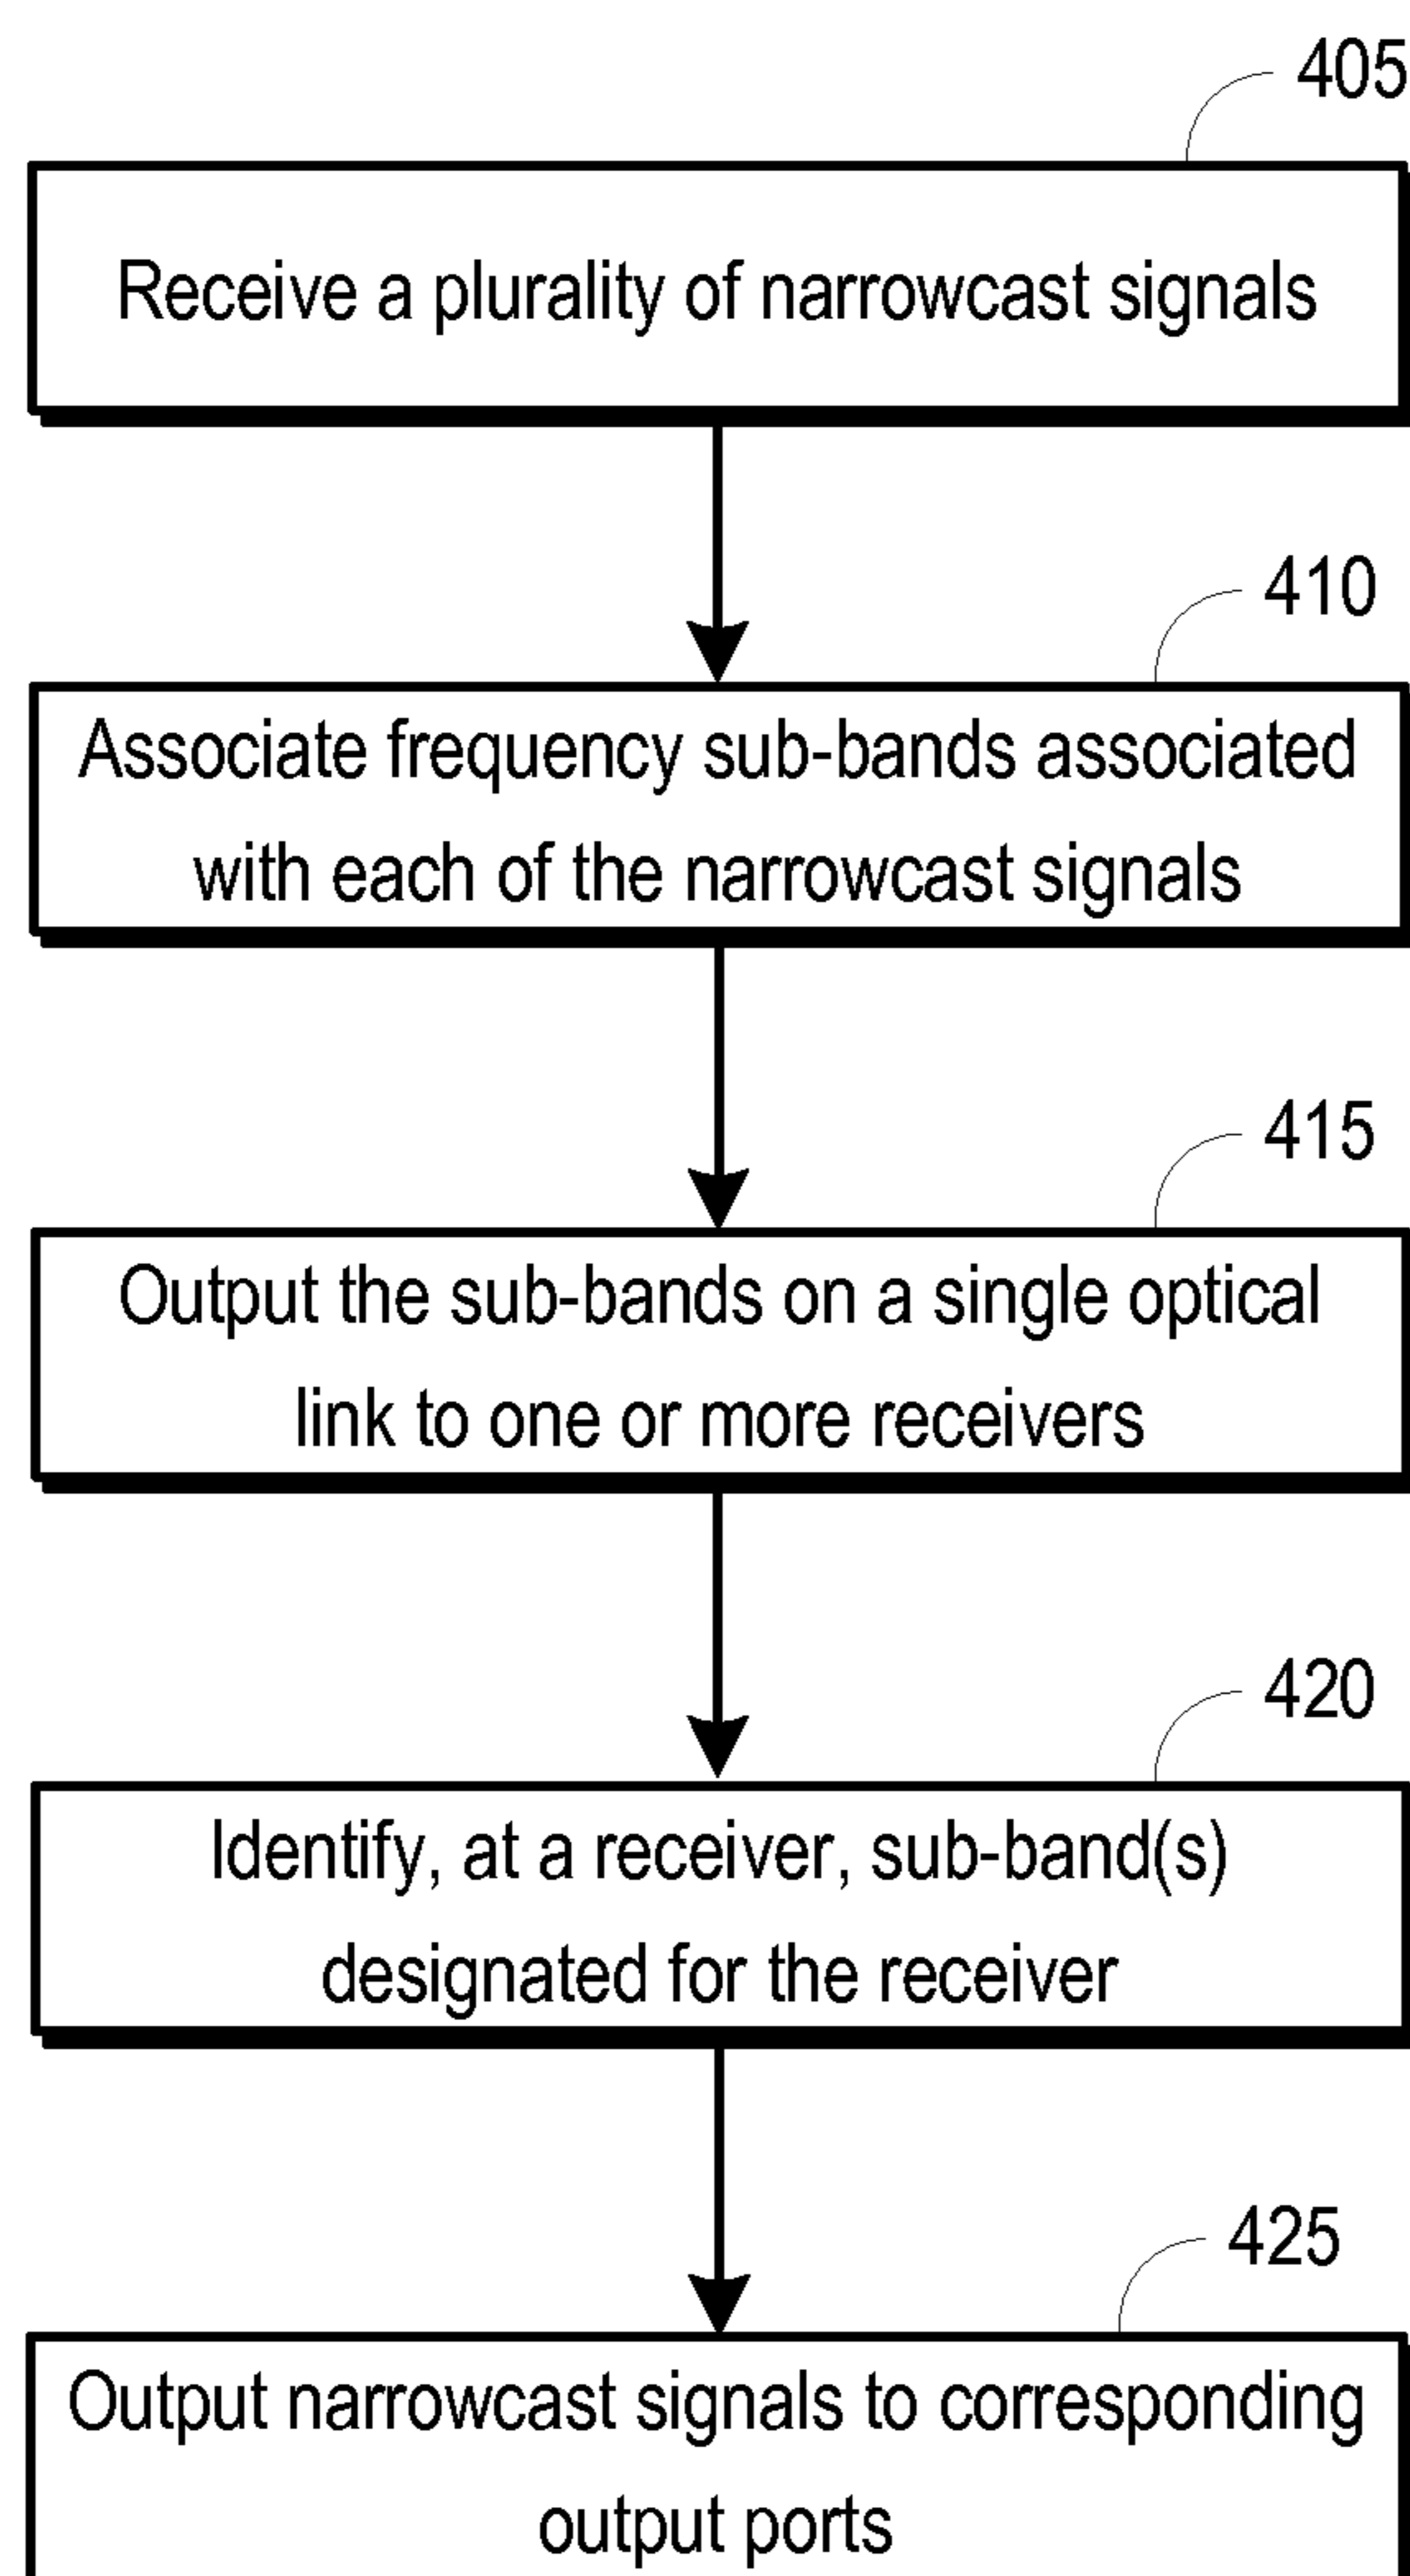 405
Receive a plurality of narrowcast signals
410
Associate frequency sub-bands associated
with each of the narrowcast signals
415
Output the sub-bands on a single optical
link to one or more receivers
420
Identify, at a receiver, sub-band(s)
designated for the receiver
425
Output narrowcast signals to corresponding
output ports